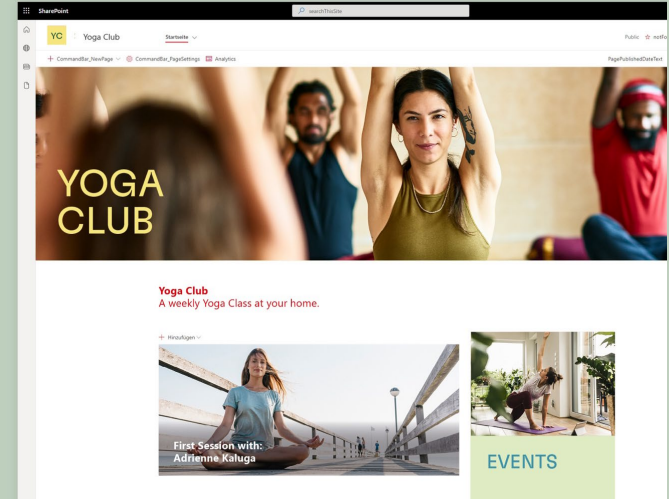 SharePoint
searchThisSite
YC
Yoga Club
Startseite
Public
notFo
CommandBar_NewPage
CommandBar_PageSettings
Analytics
PagePublishedDateText
YOGA
CLUB
Yoga Club
A weekly Yoga Class at your home.
Hinzufügen
First Session with:
Adrienne Kaluga
EVENTS